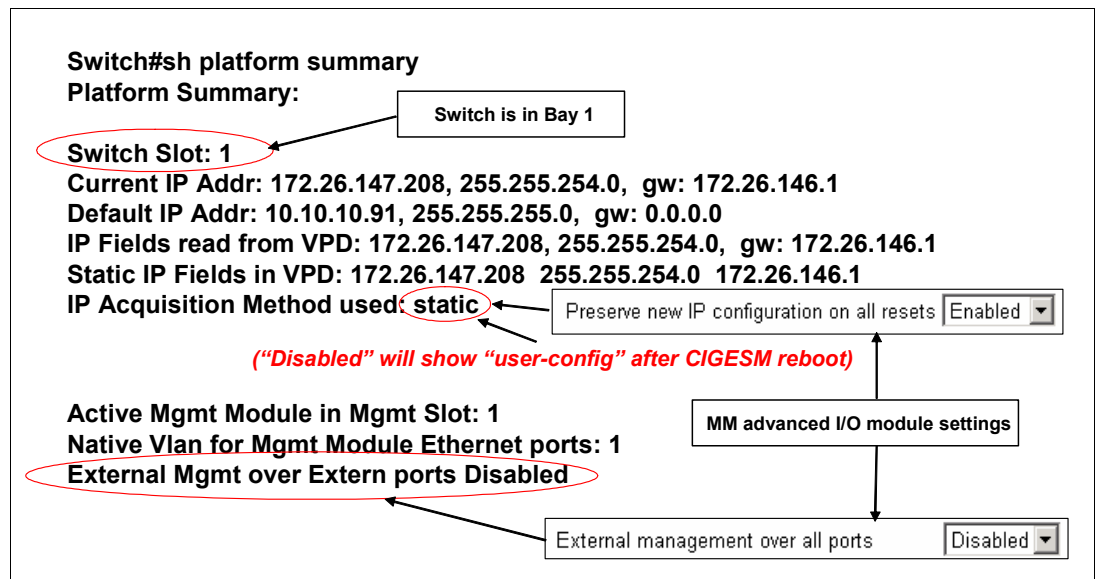 Switch#sh platform summary
Platform Summary:
Switch is in Bay 1
Switch Slot: 1
Current IP Addr: 172.26.147.208, 255.255.254.0, gw: 172.26.146.1
Default IP Addr: 10.10.10.91, 255.255.255.0, gw: 0.0.0.0
IP Fields read from VPD: 172.26.147.208, 255.255.254.0, gw: 172.26.146.1
Static IP Fields in VPD: 172.26.147.208 255.255.254.0 172.26.146.1
IP Acquisition Method used: static
Preserve new IP configuration on all resets Enabled
(“Disabled” will show “user-config” after CIGESM reboot)
Active Mgmt Module in Mgmt Slot: 1
MM advanced I/O module settings
Native Vlan for Mgmt Module Ethernet ports: 1
External Mgmt over Extern ports Disabled
External management over all ports Disabled